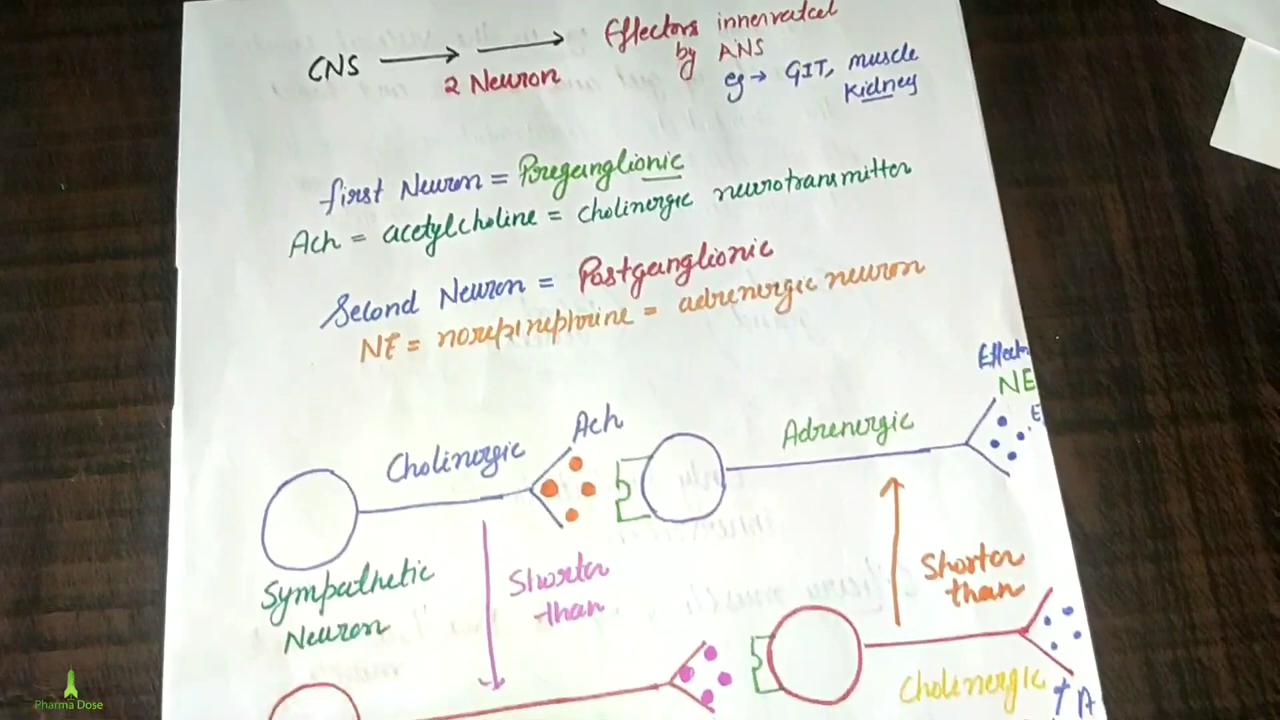 CNS → → Effectors innervated
2 Neuron by ANS
eg → GIT, muscle
Kidney
first Neuron = Preganglionic
Ach = acetylcholine = cholinergic neurotransmitter
Second Neuron = Postganglionic
NE = norepinephrine = adrenergic neuron
NE
Cholinergic Ach Adrenergic
Sympathetic
Neuron
Shorter
than
Shorter
than
Cholinergic
Pharma Dose